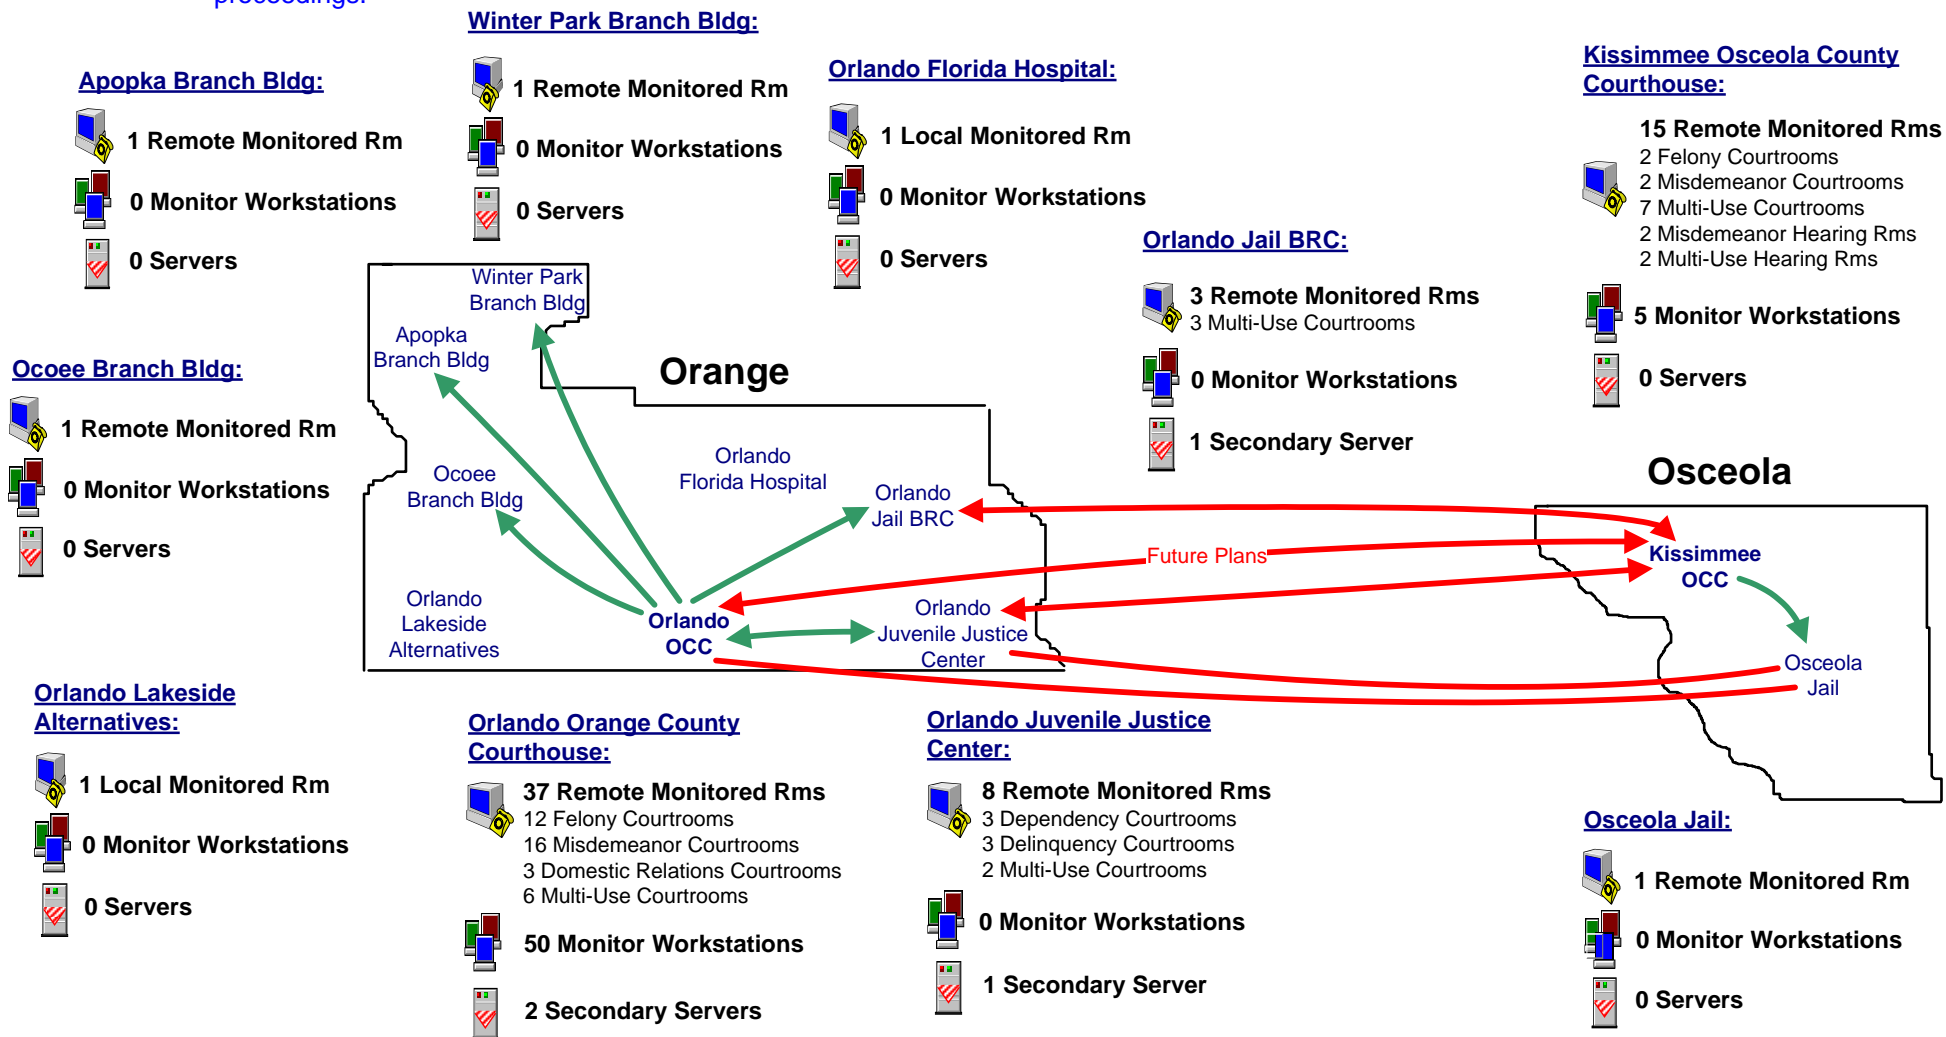 proceedings.
Winter Park Branch Bldg:
1 Remote Monitored Rm
0 Monitor Workstations
0 Servers
Apopka Branch Bldg:
1 Remote Monitored Rm
0 Monitor Workstations
0 Servers
Orlando Florida Hospital:
1 Local Monitored Rm
0 Monitor Workstations
0 Servers
Kissimmee Osceola County
Courthouse:
15 Remote Monitored Rms
2 Felony Courtrooms
2 Misdemeanor Courtrooms
7 Multi-Use Courtrooms
2 Misdemeanor Hearing Rms
2 Multi-Use Hearing Rms
5 Monitor Workstations
0 Servers
Orlando Jail BRC:
3 Remote Monitored Rms
3 Multi-Use Courtrooms
0 Monitor Workstations
1 Secondary Server
Ocoee Branch Bldg:
1 Remote Monitored Rm
0 Monitor Workstations
0 Servers
Winter Park
Branch Bldg
Apopka
Branch Bldg
Orange
Orlando
Florida Hospital
Ocoee
Branch Bldg
Orlando
Jail BRC
Osceola
Future Plans
Kissimmee
OCC
Orlando
Lakeside
Alternatives
Orlando
OCC
Orlando
Juvenile Justice
Center
Osceola
Jail
Orlando Lakeside
Alternatives:
1 Local Monitored Rm
0 Monitor Workstations
0 Servers
Orlando Orange County
Courthouse:
37 Remote Monitored Rms
12 Felony Courtrooms
16 Misdemeanor Courtrooms
3 Domestic Relations Courtrooms
6 Multi-Use Courtrooms
50 Monitor Workstations
2 Secondary Servers
Orlando Juvenile Justice
Center:
8 Remote Monitored Rms
3 Dependency Courtrooms
3 Delinquency Courtrooms
2 Multi-Use Courtrooms
0 Monitor Workstations
1 Secondary Server
Osceola Jail:
1 Remote Monitored Rm
0 Monitor Workstations
0 Servers